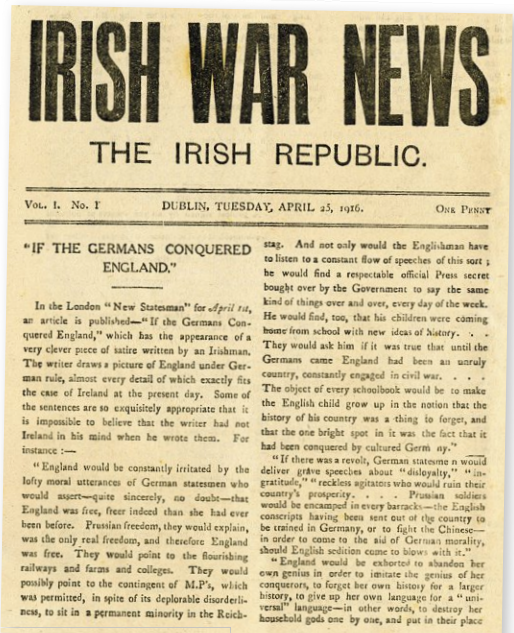 IRISH WAR NEWS
THE IRISH REPUBLIC.
VOL. I. No. I
DUBLIN, TUESDAY, APRIL 25, 1916.
ONE PENNY
"IF THE GERMANS CONQUERED
ENGLAND."
In the London "New Statesman" for April 1st,
an article is published—"If the Germans Con-
quered England," which has the appearance of a
very clever piece of satire written by an Irishman.
The writer draws a picture of England under Ger-
man rule, almost every detail of which exactly fits
the case of Ireland at the present day. Some of
the sentences are so exquisitely appropriate that it
is impossible to believe that the writer had not
Ireland in his mind when he wrote them. For
instance :—
"England would be constantly irritated by the
lofty moral utterances of German statesmen who
would assert—quite sincerely, no doubt—that
England was free, freer indeed than she had ever
been before. Prussian freedom, they would explain,
was the only real freedom, and therefore England
was free. They would point to the flourishing
railways and farms and colleges. They would
possibly point to the contingent of M.P's, which
was permitted, in spite of its deplorable disorderli-
ness, to sit in a permanent minority in the Reich-
stag. And not only would the Englishman have
to listen to a constant flow of speeches of this sort ;
he would find a respectable official Press secret
bought over by the Government to say the same
kind of things over and over, every day of the week.
He would find, too, that his children were coming
home from school with new ideas of history. . .
They would ask him if it was true that until the
Germans came England had been an unruly
country, constantly engaged in civil war. . . .
The object of every schoolbook would be to make
the English child grow up in the notion that the
history of his country was a thing to forget, and
that the one bright spot in it was the fact that it
had been conquered by cultured Germ ny."
"If there was a revolt, German statesme n would
deliver grave speeches about "disloyalty," "in-
gratitude," "reckless agitators who would ruin their
country's prosperity. . . . Prussian soldiers
would be encamped in every barracks—the English
conscripts having been sent out of the country to
be trained in Germany, or to fight the Chinese—
in order to come to the aid of German morality,
should English sedition come to blows with it."
"England would be exhorted to abandon her
own genius in order to imitate the genius of her
conquerors, to forget her own history for a larger
history, to give up her own language for a "uni-
versal" language—in other words, to destroy her
household gods one by one, and put in their place